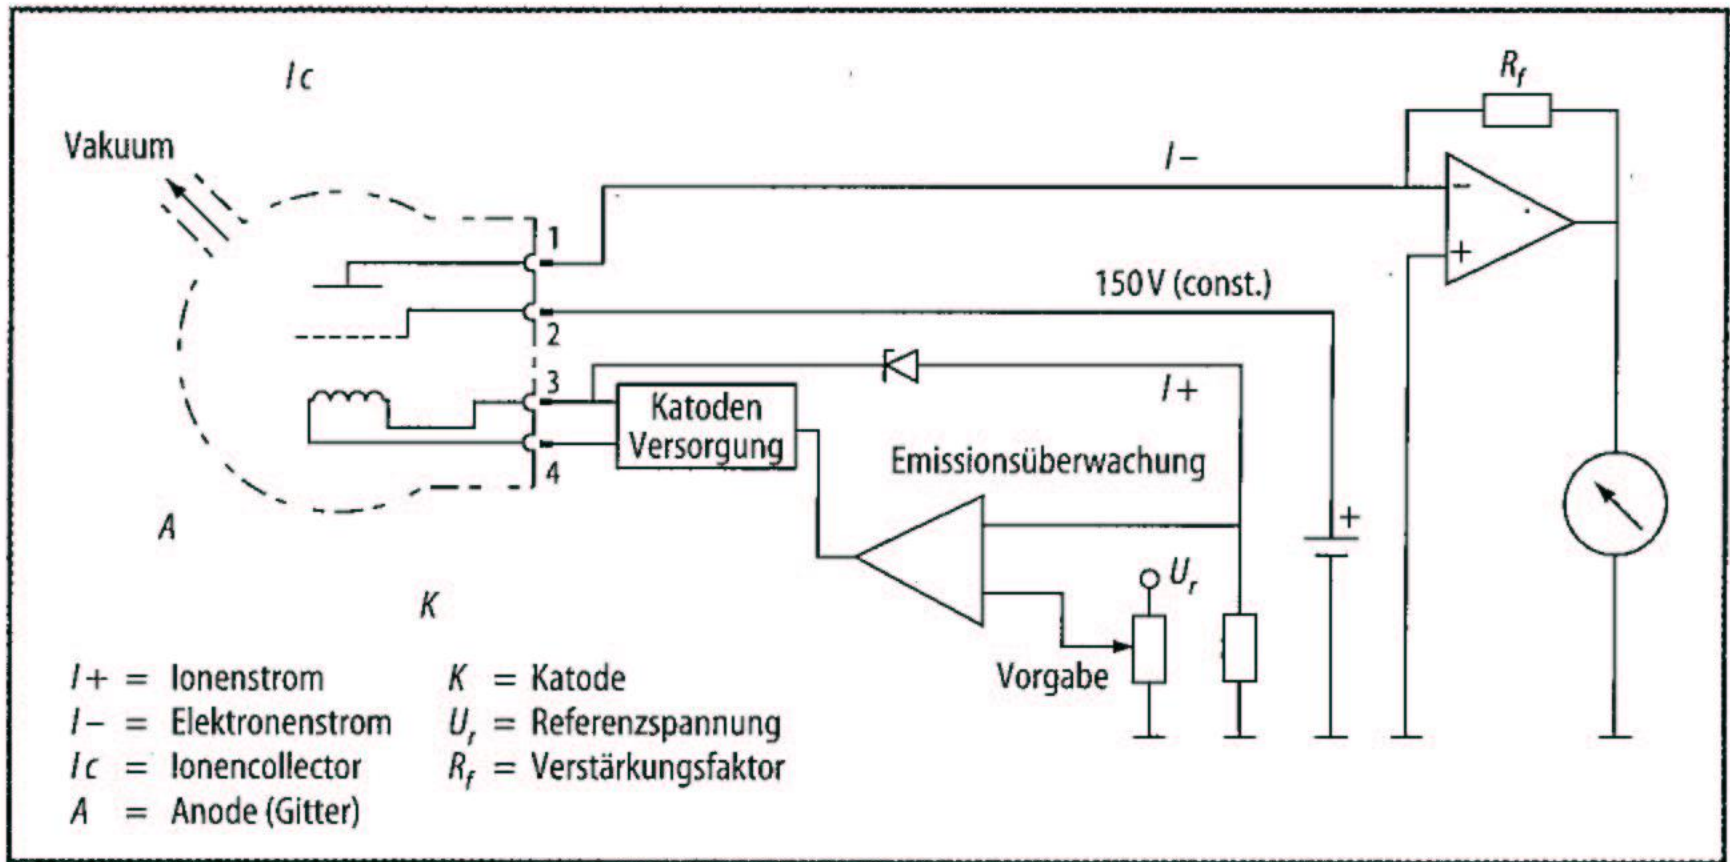 Ic
Vakuum
Rf
I−
1
−
+
150 V (const.)
2
3
I+
Katoden
Versorgung
4
Emissionsüberwachung
A
+
Ur
K
Vorgabe
I+ = Ionenstrom
I− = Elektronenstrom
Ic = Ionencollector
A = Anode (Gitter)
K = Katode
Ur = Referenzspannung
Rf = Verstärkungsfaktor